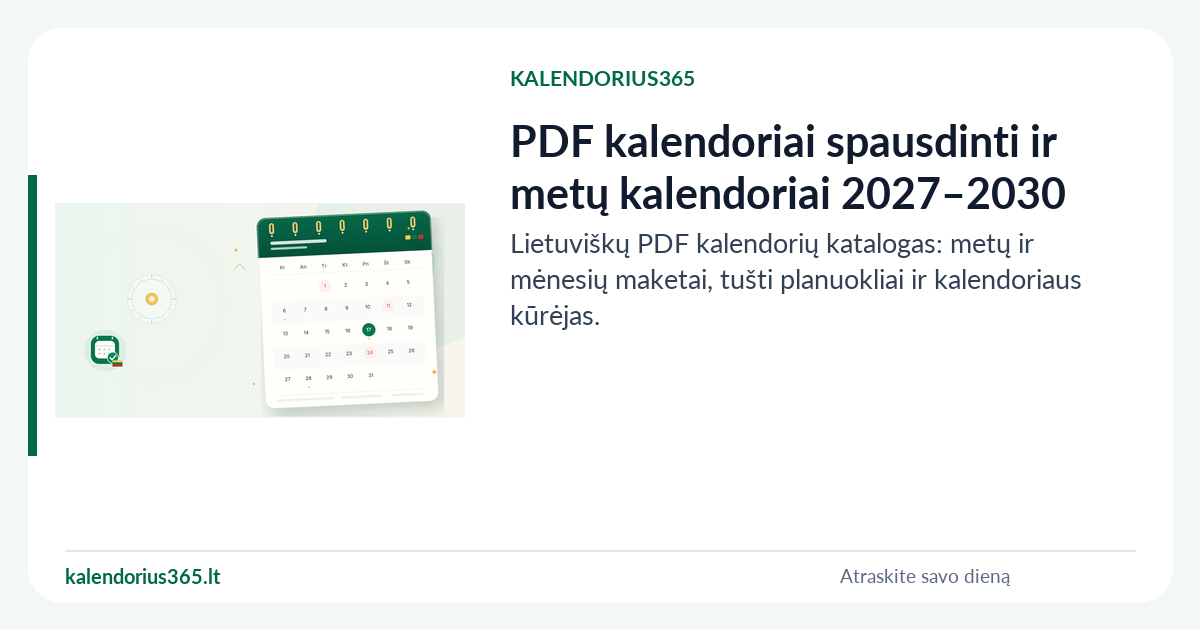 KALENDORIUS365
PDF kalendoriai spausdinti ir
metų kalendoriai 2027–2030
Lietuviškų PDF kalendorių katalogas: metų ir
mėnesių maketai, tušti planuokliai ir kalendoriaus
kūrėjas.
Pr An Tr Kt Pn Št Sk
1 2 3 4 5
6 7 8 9 10 11 12
13 14 15 16 17 18 19
20 21 22 23 24 25 26
27 28 29 30 31
kalendorius365.lt
Atraskite savo dieną